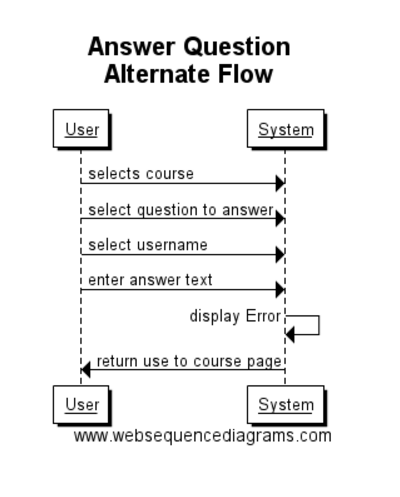 Answer Question
Alternate Flow
User System
selects course
select question to answer
select username
enter answer text
display Error
return use to course page
User System
www.websequencediagrams.com